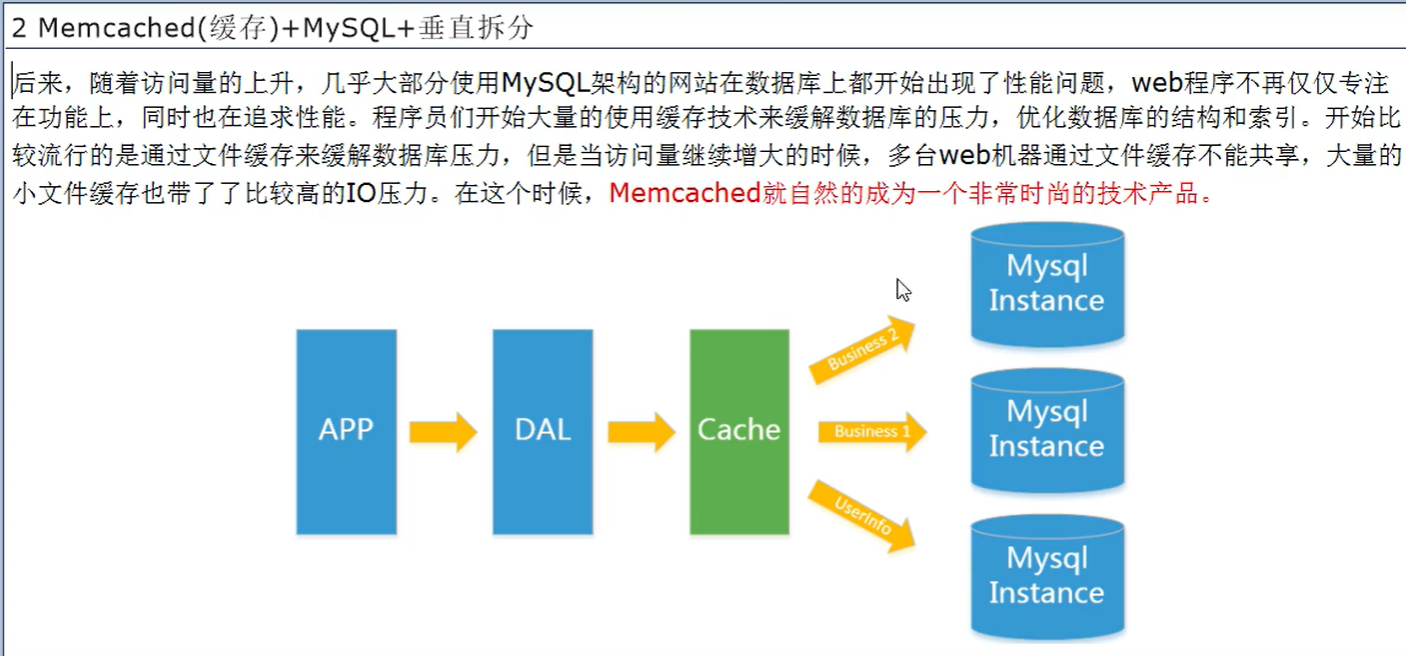 2 Memcached(缓存)+MySQL+垂直拆分
后来，随着访问量的上升，几乎大部分使用MySQL架构的网站在数据库上都开始出现了性能问题，web程序不再仅仅专注
在功能上，同时也在追求性能。程序员们开始大量的使用缓存技术来缓解数据库的压力，优化数据库的结构和索引。开始比
较流行的是通过文件缓存来缓解数据库压力，但是当访问量继续增大的时候，多台web机器通过文件缓存不能共享，大量的
小文件缓存也带了了比较高的IO压力。在这个时候，Memcached就自然的成为一个非常时尚的技术产品。
APP
DAL
Cache
Business 2
Business 1
UserInfo
Mysql
Instance
Mysql
Instance
Mysql
Instance